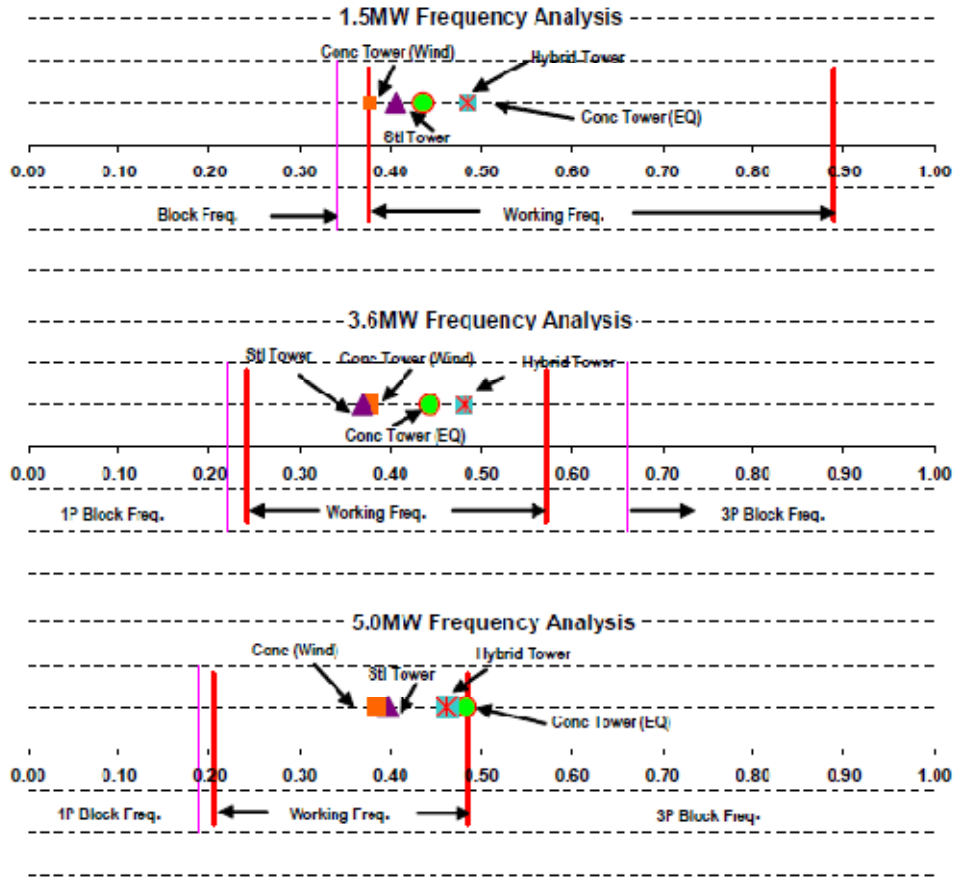 1.5MW Frequency Analysis
Conc Tower (Wind)
Hybrid Tower
Conc Tower (EQ)
Stl Tower
0.00 0.10 0.20 0.30 0.40 0.50 0.60 0.70 0.80 0.90 1.00
Block Freq. Working Freq.
3.6MW Frequency Analysis
Stl Tower Conc Tower (Wind) Hybrid Tower
Conc Tower (EQ)
0.00 0.10 0.20 0.30 0.40 0.50 0.60 0.70 0.80 0.90 1.00
1P Block Freq. Working Freq. 3P Block Freq.
5.0MW Frequency Analysis
Conc (Wind) Hybrid Tower
Stl Tower
Conc Tower (EQ)
0.00 0.10 0.20 0.30 0.40 0.50 0.60 0.70 0.80 0.90 1.00
1P Block Freq. Working Freq. 3P Block Freq.